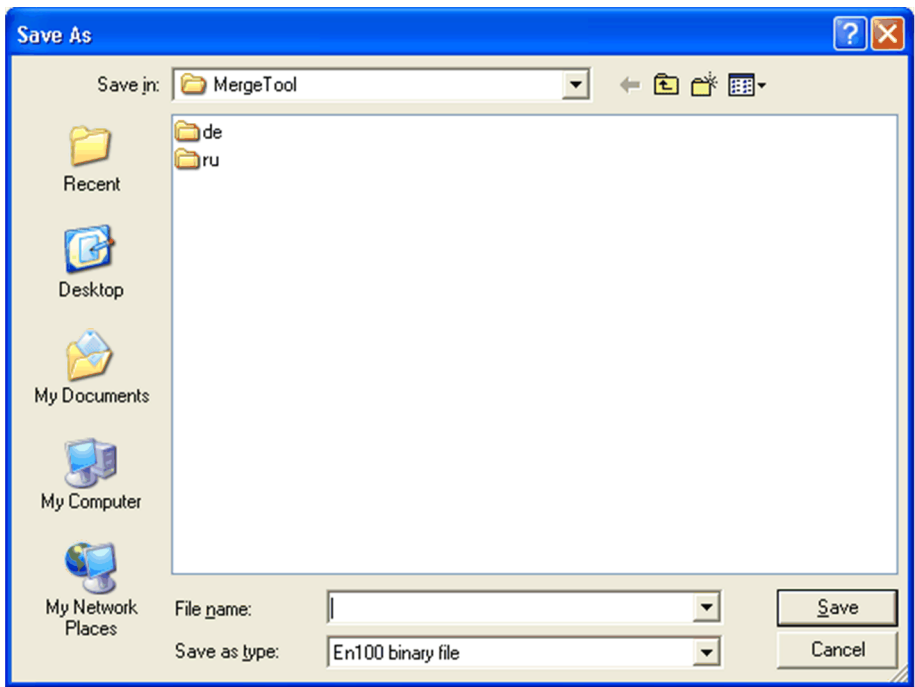 Save As
Save in:
MergeTool
de
ru
Recent
Desktop
My Documents
My Computer
My Network
Places
File name:
Save
Save as type:
En100 binary file
Cancel